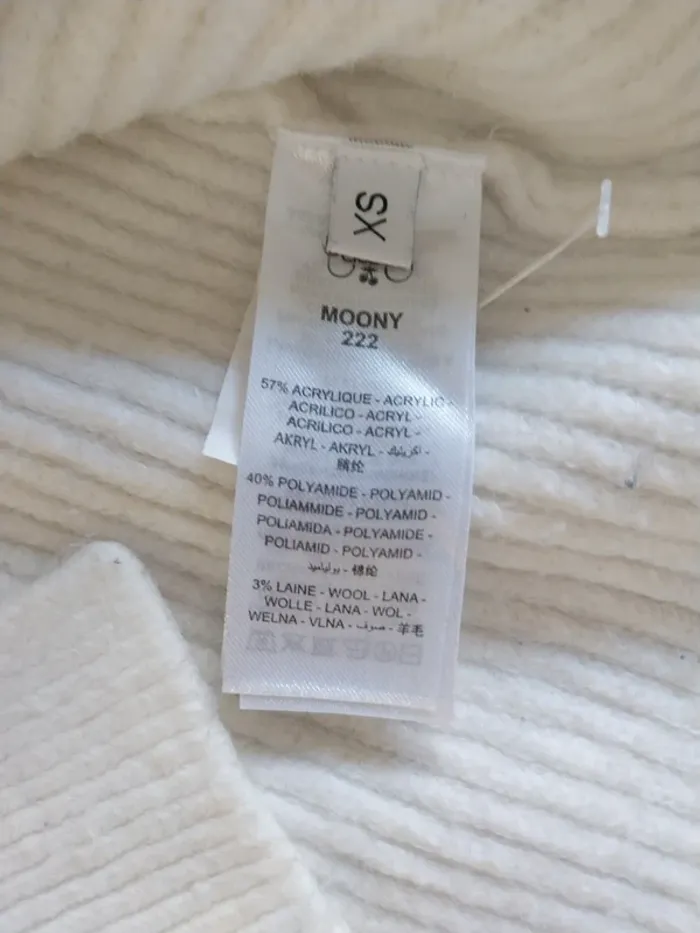 XS
MOONY
222
57% ACRYLIQUE - ACRYLIC -
ACRILICO - ACRYL -
ACRILICO - ACRYL -
AKRYL - AKRYL - اكريليك -
腈纶
40% POLYAMIDE - POLYAMID -
POLIAMMIDE - POLYAMID -
POLIAMIDA - POLYAMIDE -
POLIAMID - POLYAMID -
بولياميد - 锦纶
3% LAINE - WOOL - LANA -
WOLLE - LANA - WOL -
WELNA - VLNA - صوف - 羊毛